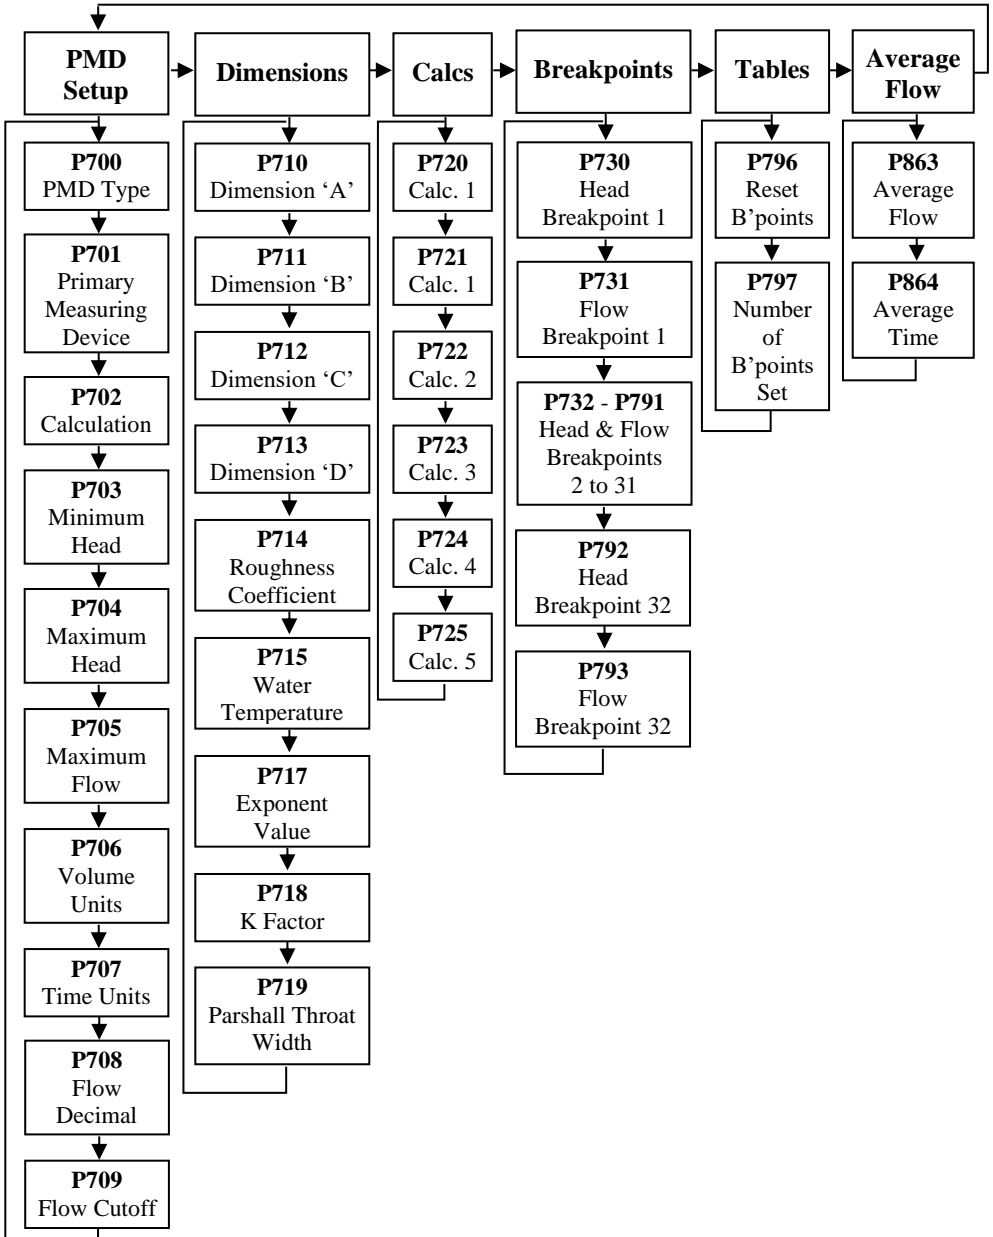 PMD
Setup
Dimensions
Calcs
Breakpoints
Tables
Average
Flow
P700
PMD Type
P701
Primary
Measuring
Device
P702
Calculation
P703
Minimum
Head
P704
Maximum
Head
P705
Maximum
Flow
P706
Volume
Units
P707
Time Units
P708
Flow
Decimal
P709
Flow Cutoff
P710
Dimension ‘A’
P711
Dimension ‘B’
P712
Dimension ‘C’
P713
Dimension ‘D’
P714
Roughness
Coefficient
P715
Water
Temperature
P717
Exponent
Value
P718
K Factor
P719
Parshall Throat
Width
P720
Calc. 1
P721
Calc. 1
P722
Calc. 2
P723
Calc. 3
P724
Calc. 4
P725
Calc. 5
P730
Head
Breakpoint 1
P731
Flow
Breakpoint 1
P732 - P791
Head & Flow
Breakpoints
2 to 31
P792
Head
Breakpoint 32
P793
Flow
Breakpoint 32
P796
Reset
B’points
P797
Number
of
B’points
Set
P863
Average
Flow
P864
Average
Time